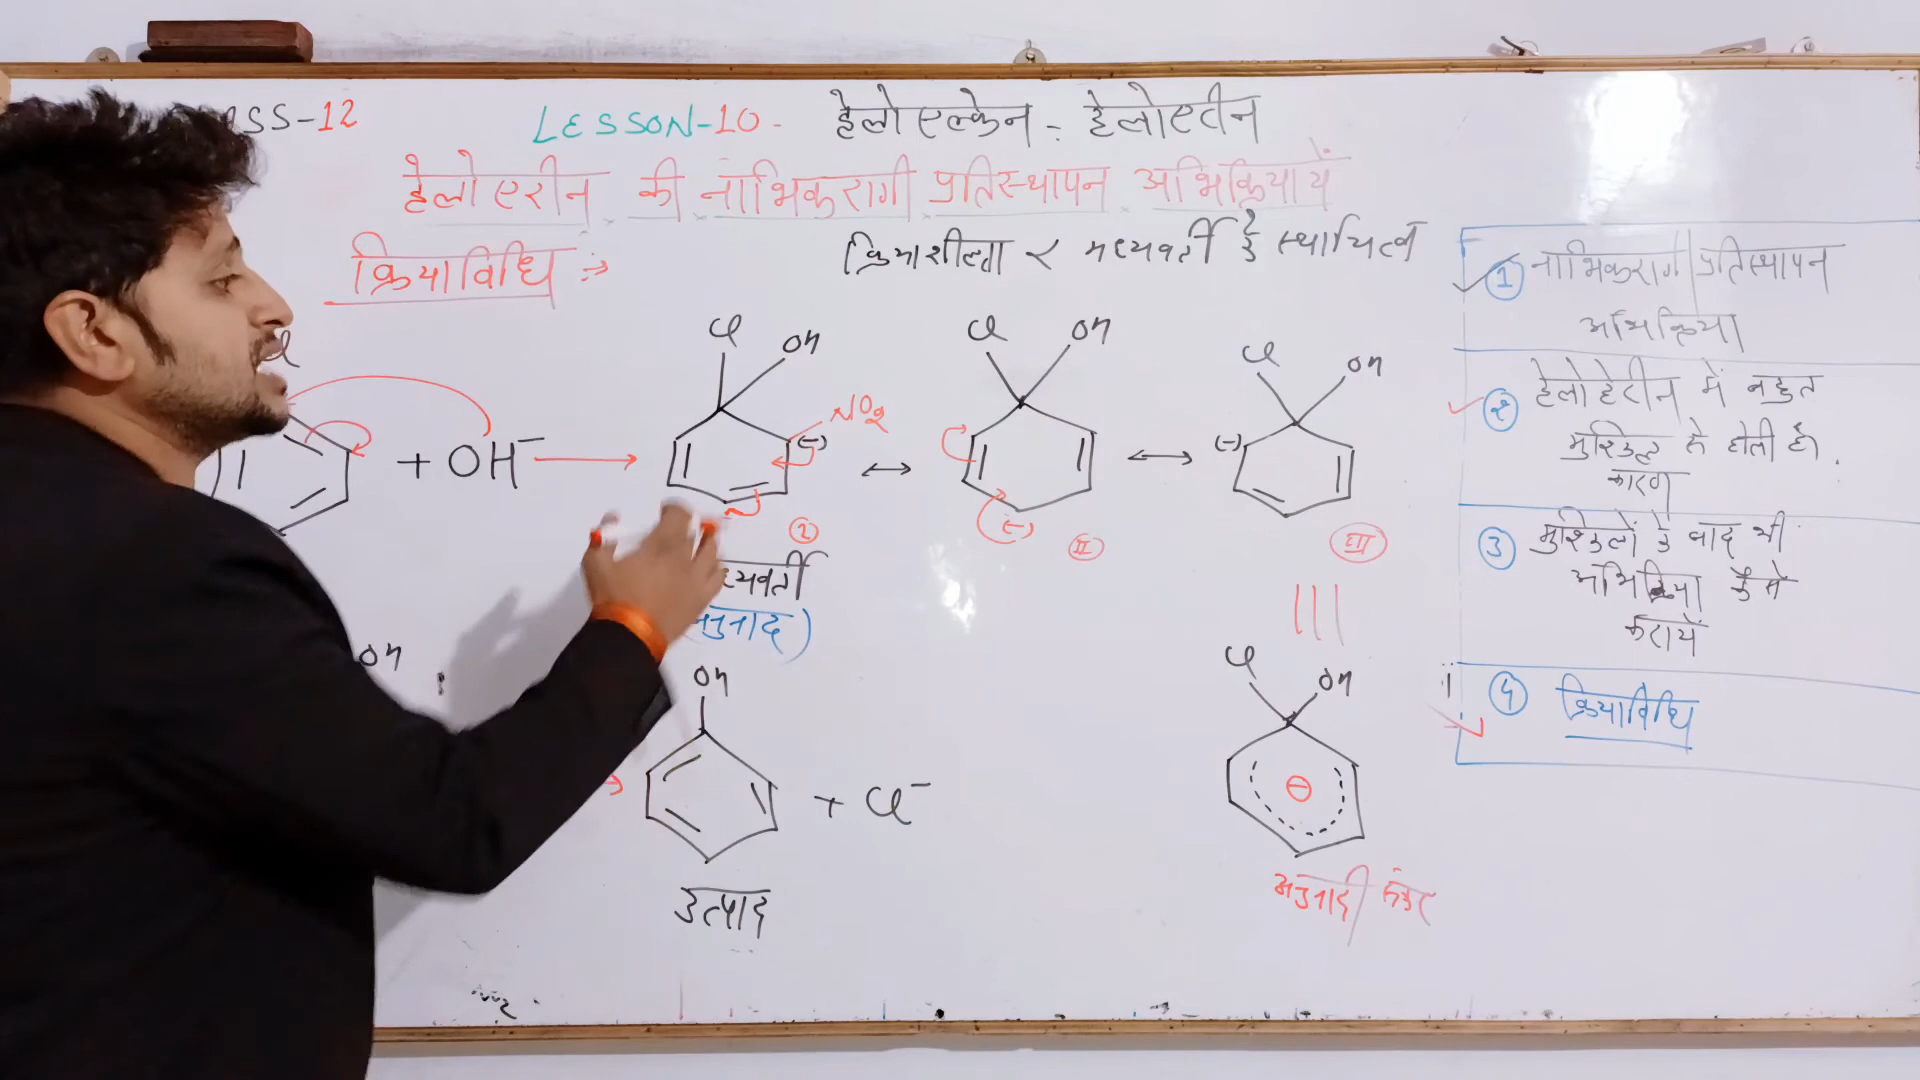 ASS-12
LESSON-10- हेलोएल्केन - हेलोएरीन
हेलोएरीन की नाभिकरागी प्रतिस्थापन अभिक्रियायें
क्रियाविधि ⇒
क्रियाशीलता ∝ मध्यवर्ती के स्थायित्व
Cl OH
Cl OH
Cl OH
NO2
(-)
(-)
+ OH⁻ → ↔ ↔
(-)
I
II
III
मध्यवर्ती
OH
OH
Cl OH
+ Cl⁻
⊖
उत्पाद
अनुनादी संकर
1 नाभिकरागी प्रतिस्थापन
अभिक्रिया
2 हेलोएरीन में बहुत
मुश्किल से होती है।
कारण
3 मुश्किलों के बाद भी
अभिक्रिया कैसे
करायें
4 क्रियाविधि